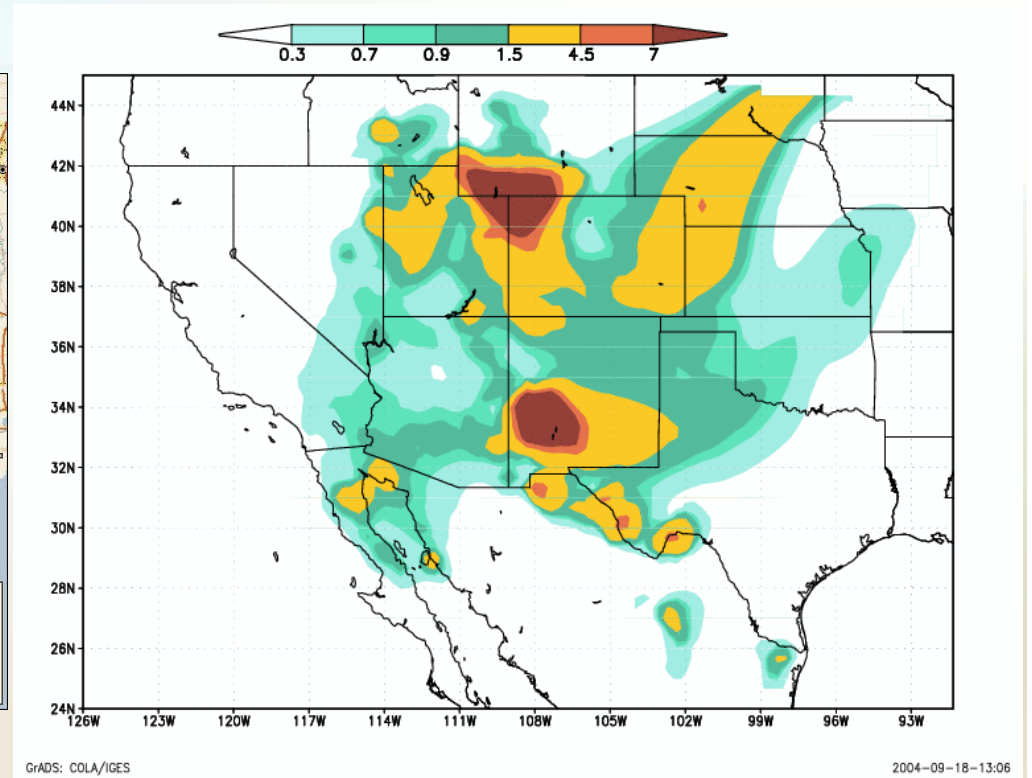 0.3 0.7 0.9 1.5 4.5 7
44N
42N
40N
38N
36N
34N
32N
30N
28N
26N
24N
126W 123W 120W 117W 114W 111W 108W 105W 102W 99W 96W 93W
GrADS: COLA/IGES 2004-09-18-13:06